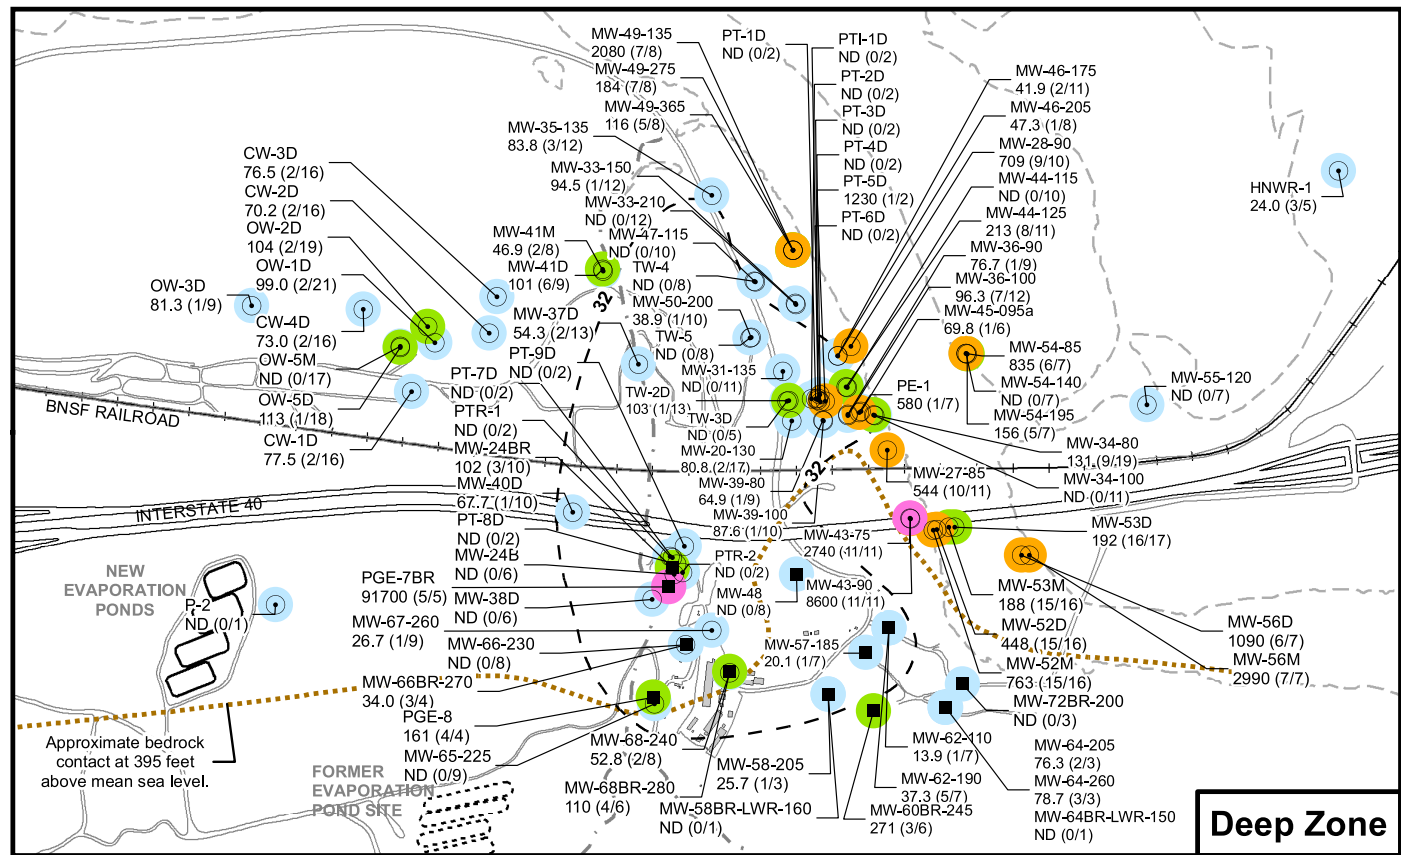 MW-49-135
2080 (7/8)
MW-49-275
184 (7/8)
MW-49-365
116 (5/8)
PT-1D
ND (0/2)
PTI-1D
ND (0/2)
PT-2D
ND (0/2)
PT-3D
ND (0/2)
PT-4D
ND (0/2)
PT-5D
1230 (1/2)
PT-6D
ND (0/2)
MW-46-175
41.9 (2/11)
MW-46-205
47.3 (1/8)
MW-28-90
709 (9/10)
MW-44-115
ND (0/10)
MW-44-125
213 (8/11)
MW-36-90
76.7 (1/9)
MW-36-100
96.3 (7/12)
MW-45-095a
69.8 (1/6)
HNWR-1
24.0 (3/5)
MW-35-135
83.8 (3/12)
MW-33-150
94.5 (1/12)
MW-33-210
ND (0/12)
MW-47-115
ND (0/10)
TW-4
ND (0/8)
MW-50-200
38.9 (1/10)
TW-5
ND (0/8)
MW-31-135
ND (0/11)
TW-2D
103 (1/13)
TW-3D
ND (0/5)
MW-20-130
80.8 (2/17)
MW-39-80
64.9 (1/9)
MW-39-100
87.6 (1/10)
CW-3D
76.5 (2/16)
CW-2D
70.2 (2/16)
OW-2D
104 (2/19)
OW-1D
99.0 (2/21)
OW-3D
81.3 (1/9)
CW-4D
73.0 (2/16)
OW-5M
ND (0/17)
OW-5D
113 (1/18)
CW-1D
77.5 (2/16)
MW-41M
46.9 (2/8)
MW-41D
101 (6/9)
32
MW-37D
54.3 (2/13)
PT-9D
ND (0/2)
PT-7D
ND (0/2)
PTR-1
ND (0/2)
MW-24BR
102 (3/10)
MW-40D
67.7 (1/10)
PT-8D
ND (0/2)
MW-24B
ND (0/6)
PGE-7BR
91700 (5/5)
MW-38D
ND (0/6)
MW-67-260
26.7 (1/9)
MW-66-230
ND (0/8)
MW-66BR-270
34.0 (3/4)
PGE-8
161 (4/4)
MW-65-225
ND (0/9)
PE-1
580 (1/7)
MW-54-85
835 (6/7)
MW-54-140
ND (0/7)
MW-54-195
156 (5/7)
MW-55-120
ND (0/7)
MW-34-80
131 (9/19)
MW-34-100
ND (0/11)
32
MW-27-85
544 (10/11)
MW-53D
192 (16/17)
MW-53M
188 (15/16)
MW-52D
448 (15/16)
MW-52M
763 (15/16)
MW-56D
1090 (6/7)
MW-56M
2990 (7/7)
MW-43-75
2740 (11/11)
MW-43-90
8600 (11/11)
PTR-2
ND (0/2)
MW-48
ND (0/8)
MW-57-185
20.1 (1/7)
MW-72BR-200
ND (0/3)
MW-64-205
76.3 (2/3)
MW-64-260
78.7 (3/3)
MW-64BR-LWR-150
ND (0/1)
MW-62-110
13.9 (1/7)
MW-62-190
37.3 (5/7)
MW-60BR-245
271 (3/6)
MW-58-205
25.7 (1/3)
MW-58BR-LWR-160
ND (0/1)
MW-68-240
52.8 (2/8)
MW-68BR-280
110 (4/6)
BNSF RAILROAD
INTERSTATE 40
NEW
EVAPORATION
PONDS
P-2
ND (0/1)
Approximate bedrock
contact at 395 feet
above mean sea level.
FORMER
EVAPORATION
POND SITE
Deep Zone